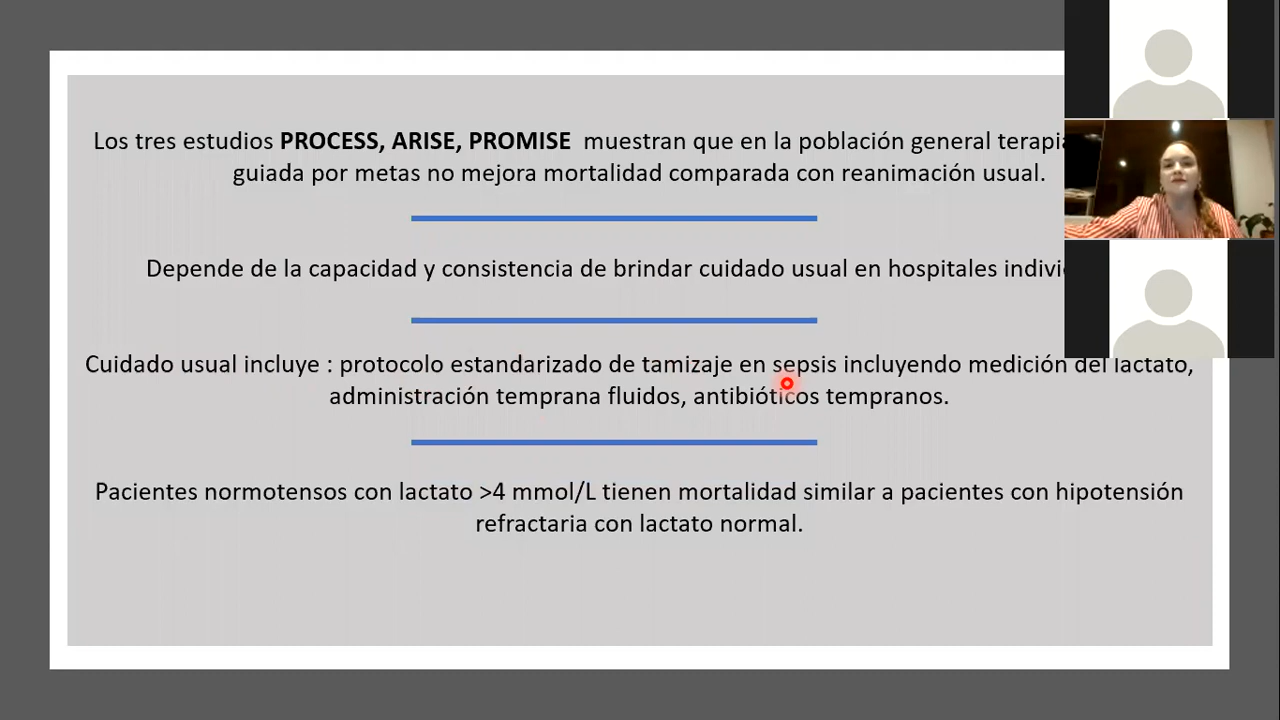 Los tres estudios PROCESS, ARISE, PROMISE muestran que en la población general terapia
guiada por metas no mejora mortalidad comparada con reanimación usual.
Depende de la capacidad y consistencia de brindar cuidado usual en hospitales
Cuidado usual incluye : protocolo estandarizado de tamizaje en sepsis incluyendo medición del lactato,
administración temprana fluidos, antibióticos tempranos.
Pacientes normotensos con lactato >4 mmol/L tienen mortalidad similar a pacientes con hipotensión
refractaria con lactato normal.